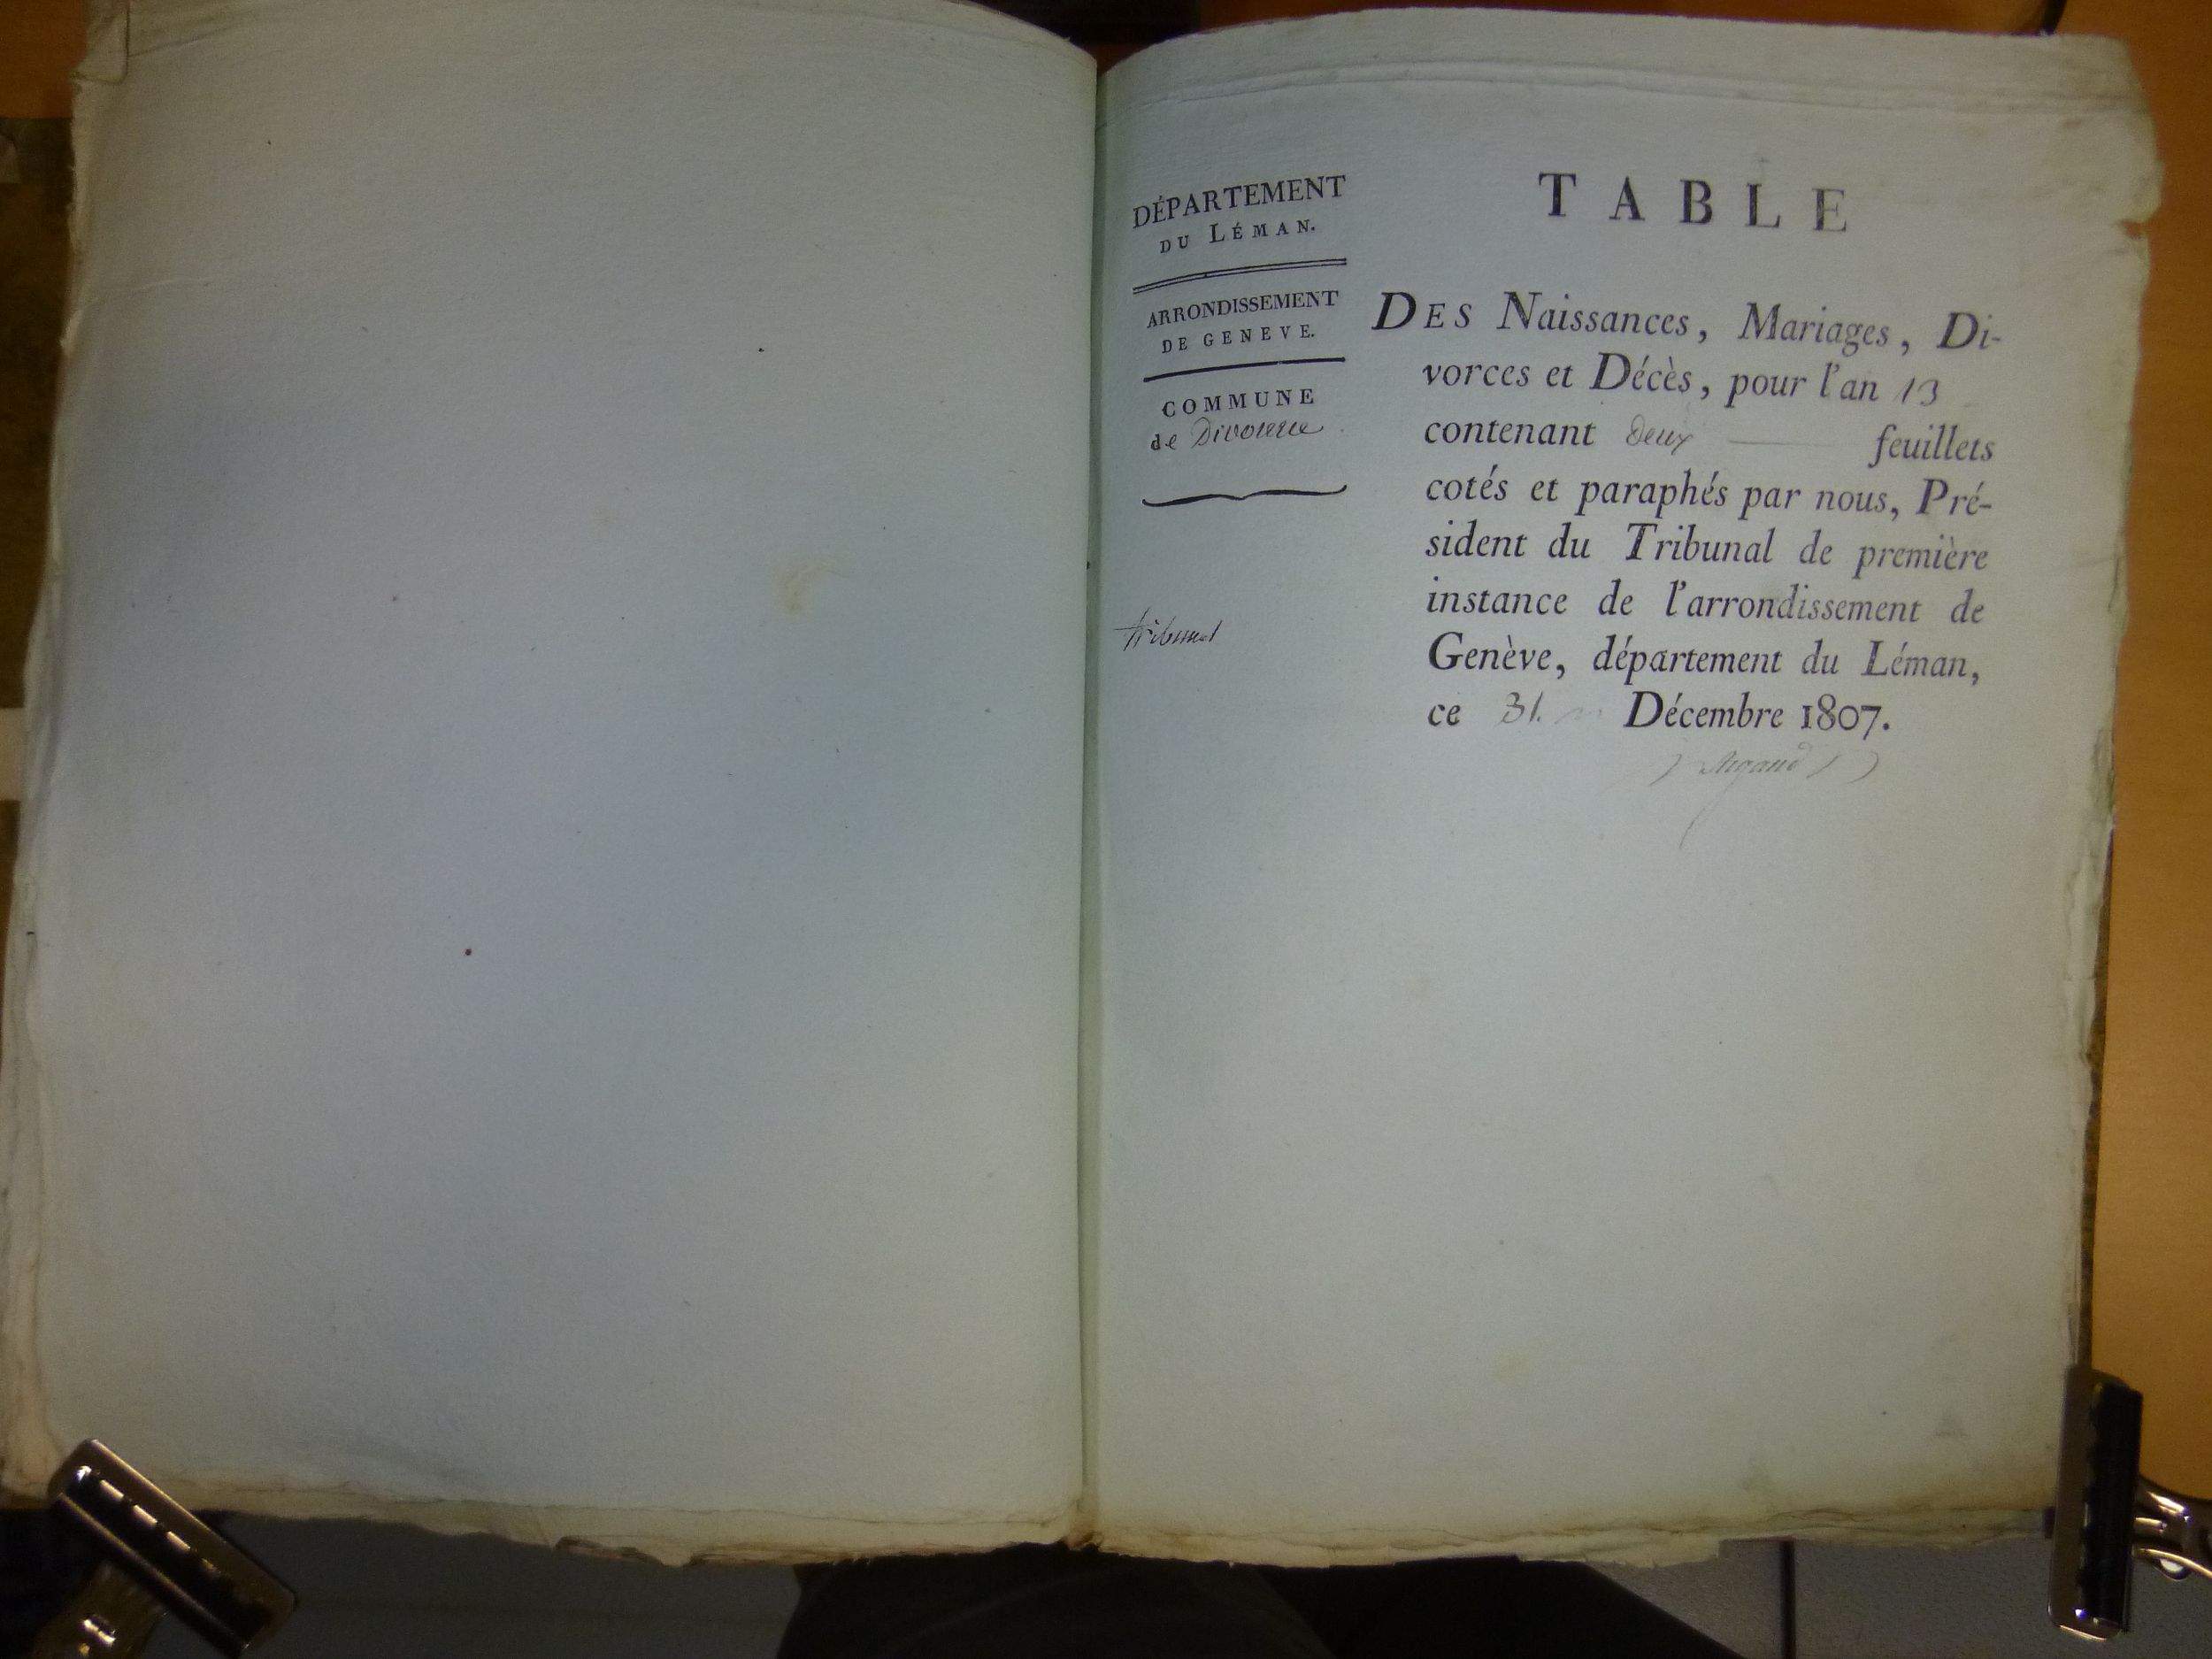 DÉPARTEMENT
DU LÉMAN.
ARRONDISSEMENT
DE GENEVE.
COMMUNE
de Divonne
tribunal
TABLE
DES Naissances, Mariages, Di-
vorces et Décès, pour l'an 13
contenant deux feuillets
cotés et paraphés par nous, Pré-
sident du Tribunal de première
instance de l'arrondissement de
Genève, département du Léman,
ce 31. Décembre 1807.
Argand